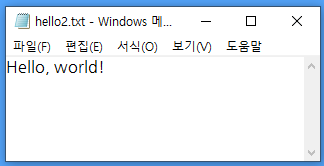 hello2.txt - Windows 메...
파일(F) 편집(E) 서식(O) 보기(V) 도움말
Hello, world!